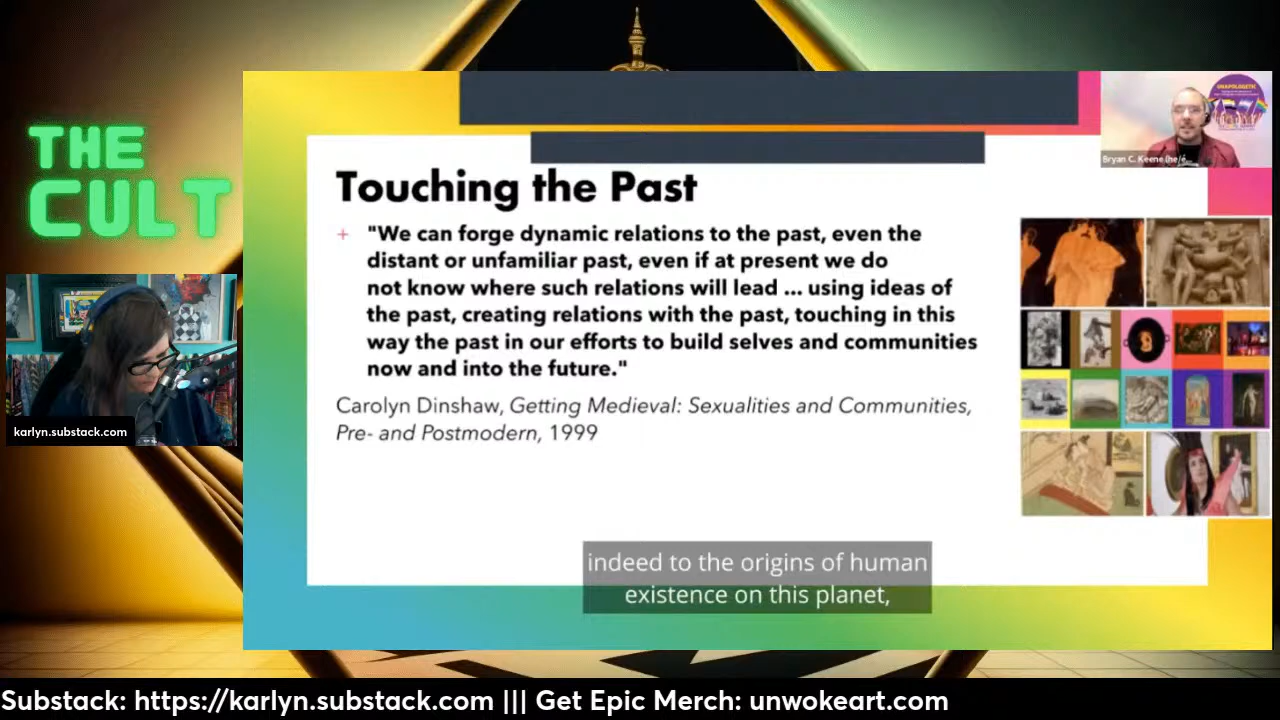 THE
CULT
karlyn.substack.com
UNAPOLOGETIC
Bryan C. Keene (he/é...
Touching the Past
+ "We can forge dynamic relations to the past, even the
distant or unfamiliar past, even if at present we do
not know where such relations will lead ... using ideas of
the past, creating relations with the past, touching in this
way the past in our efforts to build selves and communities
now and into the future."
Carolyn Dinshaw, Getting Medieval: Sexualities and Communities,
Pre- and Postmodern, 1999
indeed to the origins of human
existence on this planet,
Substack: https://karlyn.substack.com ||| Get Epic Merch: unwokeart.com